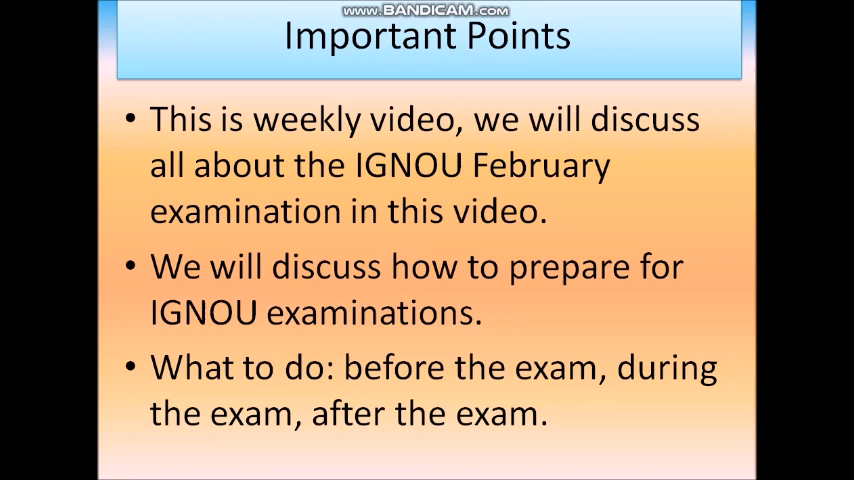 www.BANDICAM.com
Important Points
• This is weekly video, we will discuss
all about the IGNOU February
examination in this video.
• We will discuss how to prepare for
IGNOU examinations.
• What to do: before the exam, during
the exam, after the exam.